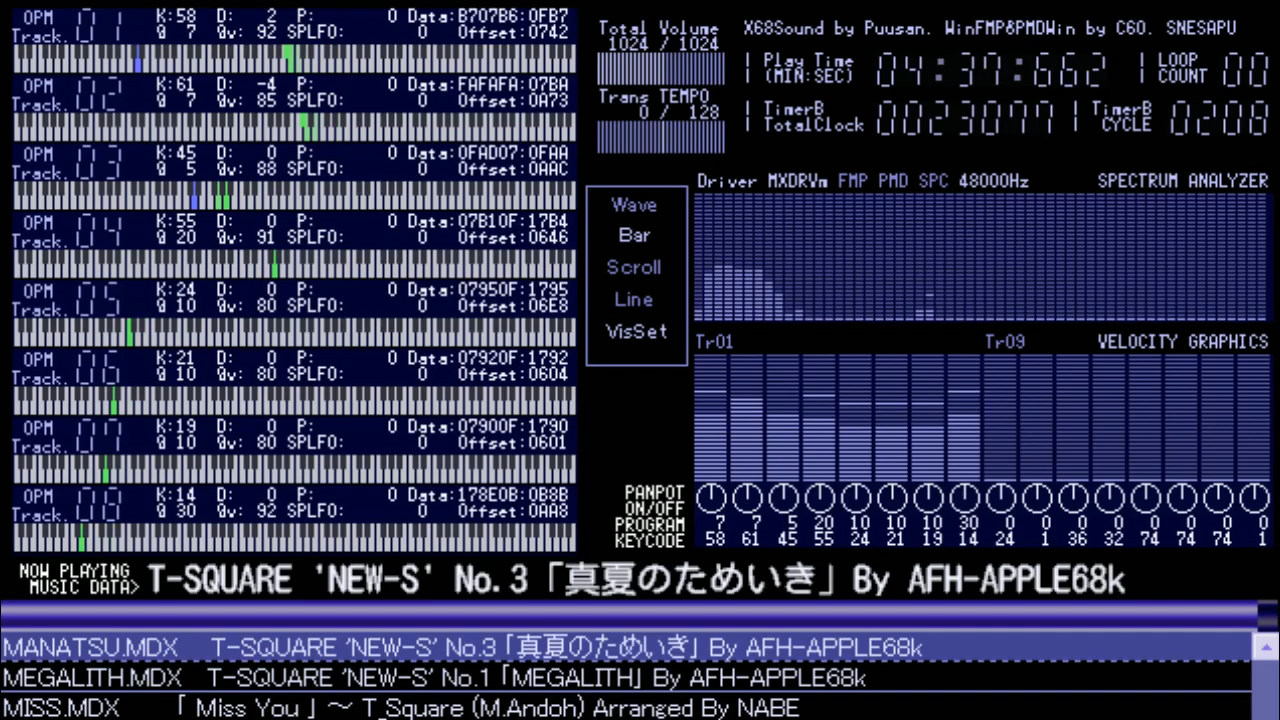 OPM K:58 D: 2 P: 0 Data:B707B6:0FB7
Track. 01 @ 7 @v: 92 SPLFO: 0 Offset:0742
OPM K:61 D: -4 P: 0 Data:FAFAFA:07BA
Track. 02 @ 7 @v: 85 SPLFO: 0 Offset:0A73
OPM K:45 D: 0 P: 0 Data:0FAD07:0FAA
Track. 03 @ 5 @v: 88 SPLFO: 0 Offset:0AAC
OPM K:55 D: 0 P: 0 Data:07B10F:17B4
Track. 04 @ 20 @v: 91 SPLFO: 0 Offset:0646
OPM K:24 D: 0 P: 0 Data:07950F:1795
Track. 05 @ 10 @v: 80 SPLFO: 0 Offset:06E8
OPM K:21 D: 0 P: 0 Data:07920F:1792
Track. 06 @ 10 @v: 80 SPLFO: 0 Offset:0604
OPM K:19 D: 0 P: 0 Data:07900F:1790
Track. 07 @ 10 @v: 80 SPLFO: 0 Offset:0601
OPM K:14 D: 0 P: 0 Data:178E0B:0B8B
Track. 08 @ 30 @v: 92 SPLFO: 0 Offset:0AA8
Total Volume
1024 / 1024
Trans TEMPO
0 / 128
X68Sound by Puusan. WinFMP&PMDWin by C60. SNESAPU
Play Time
(MIN:SEC) 04:37:662
LOOP
COUNT 00
TimerB
TotalClock 0023077
TimerB
CYCLE 0208
Wave
Bar
Scroll
Line
VisSet
Driver MXDRVm FMP PMD SPC 48000Hz SPECTRUM ANALYZER
Tr01 Tr09 VELOCITY GRAPHICS
PANPOT
ON/OFF
PROGRAM 7 7 5 20 10 10 10 30 0 0 0 0 0 0 0 0
KEYCODE 58 61 45 55 24 21 19 14 24 1 36 32 74 74 74 1
NOW PLAYING
MUSIC DATA> T-SQUARE 'NEW-S' No.3「真夏のためいき」By AFH-APPLE68k
MANATSU.MDX T-SQUARE 'NEW-S' No.3「真夏のためいき」By AFH-APPLE68k
MEGALITH.MDX T-SQUARE 'NEW-S' No.1「MEGALITH」By AFH-APPLE68k
MISS.MDX 「 Miss You 」 ～ T_Square (M.Andoh) Arranged By NABE